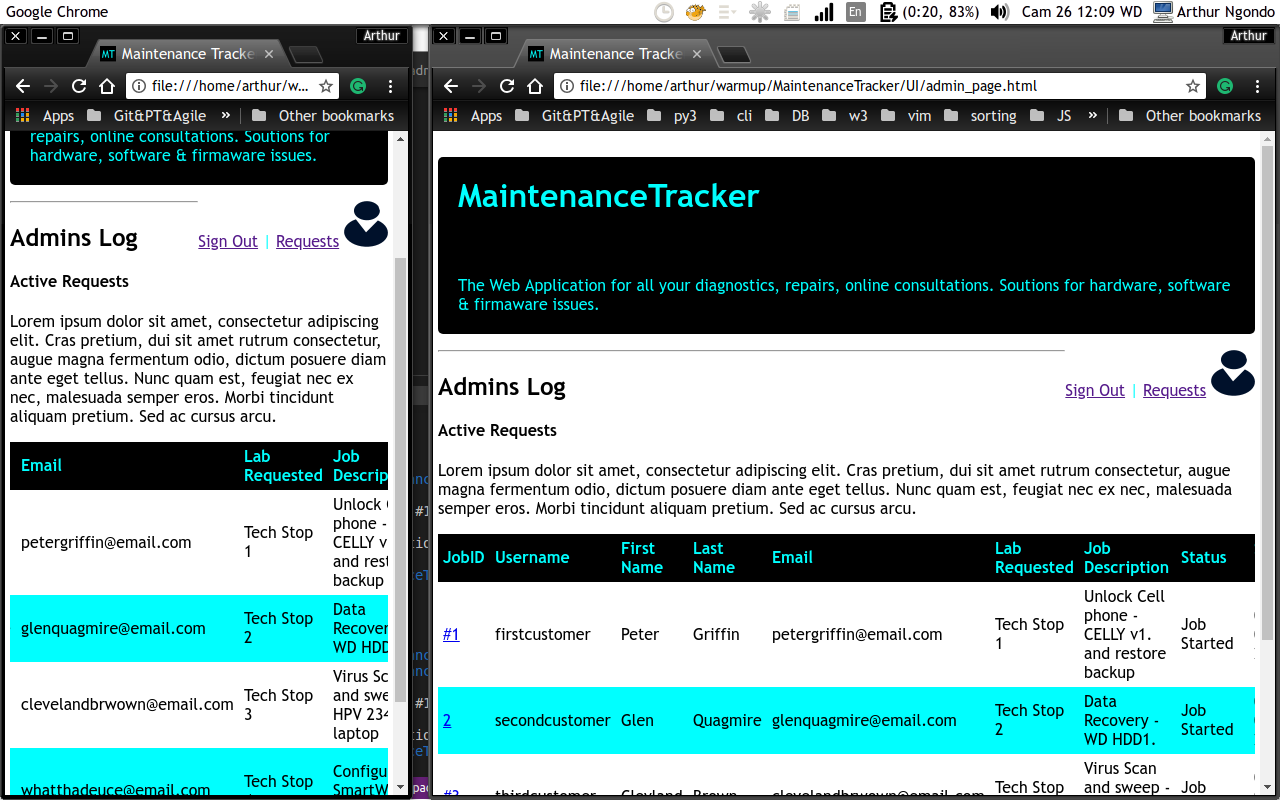 Google Chrome
En (0:20, 83%) Cam 26 12:09 WD Arthur Ngondo
Arthur
MT Maintenance Tracke
file:///home/arthur/w...
Apps Git&PT&Agile » Other bookmarks
repairs, online consultations. Soutions for
hardware, software & firmaware issues.
Admins Log
Sign Out | Requests
Active Requests
Lorem ipsum dolor sit amet, consectetur adipiscing
elit. Cras pretium, dui sit amet rutrum consectetur,
augue magna fermentum odio, dictum posuere diam
ante eget tellus. Nunc quam est, feugiat nec ex
nec, malesuada semper eros. Morbi tincidunt
aliquam pretium. Sed ac cursus arcu.
Email Lab Job
Requested Descrip
petergriffin@email.com Tech Stop 1
Unlock
phone -
CELLY v
and rest
backup
glenquagmire@email.com Tech Stop 2
Data
Recovery
WD HDD
clevelandbrwown@email.com Tech Stop 3
Virus Sc
and swe
HPV 234
laptop
whatthadeuce@email.com Tech Stop
Configu
SmartW
Arthur
MT Maintenance Tracke
file:///home/arthur/warmup/MaintenanceTracker/UI/admin_page.html
Apps Git&PT&Agile py3 cli DB w3 vim sorting JS » Other bookmarks
MaintenanceTracker
The Web Application for all your diagnostics, repairs, online consultations. Soutions for hardware, software
& firmaware issues.
Admins Log
Sign Out | Requests
Active Requests
Lorem ipsum dolor sit amet, consectetur adipiscing elit. Cras pretium, dui sit amet rutrum consectetur, augue
magna fermentum odio, dictum posuere diam ante eget tellus. Nunc quam est, feugiat nec ex nec, malesuada
semper eros. Morbi tincidunt aliquam pretium. Sed ac cursus arcu.
JobID Username First Name Last Name Email Lab Requested Job Description Status
#1 firstcustomer Peter Griffin petergriffin@email.com Tech Stop 1
Unlock Cell
phone -
CELLY v1.
and restore
backup
Job Started
2 secondcustomer Glen Quagmire glenquagmire@email.com Tech Stop 2
Data
Recovery -
WD HDD1.
Job Started
#3 thirdcustomer Cleveland Brown clevelandbrwown@email.com Tech Stop
Virus Scan
and sweep -
Job